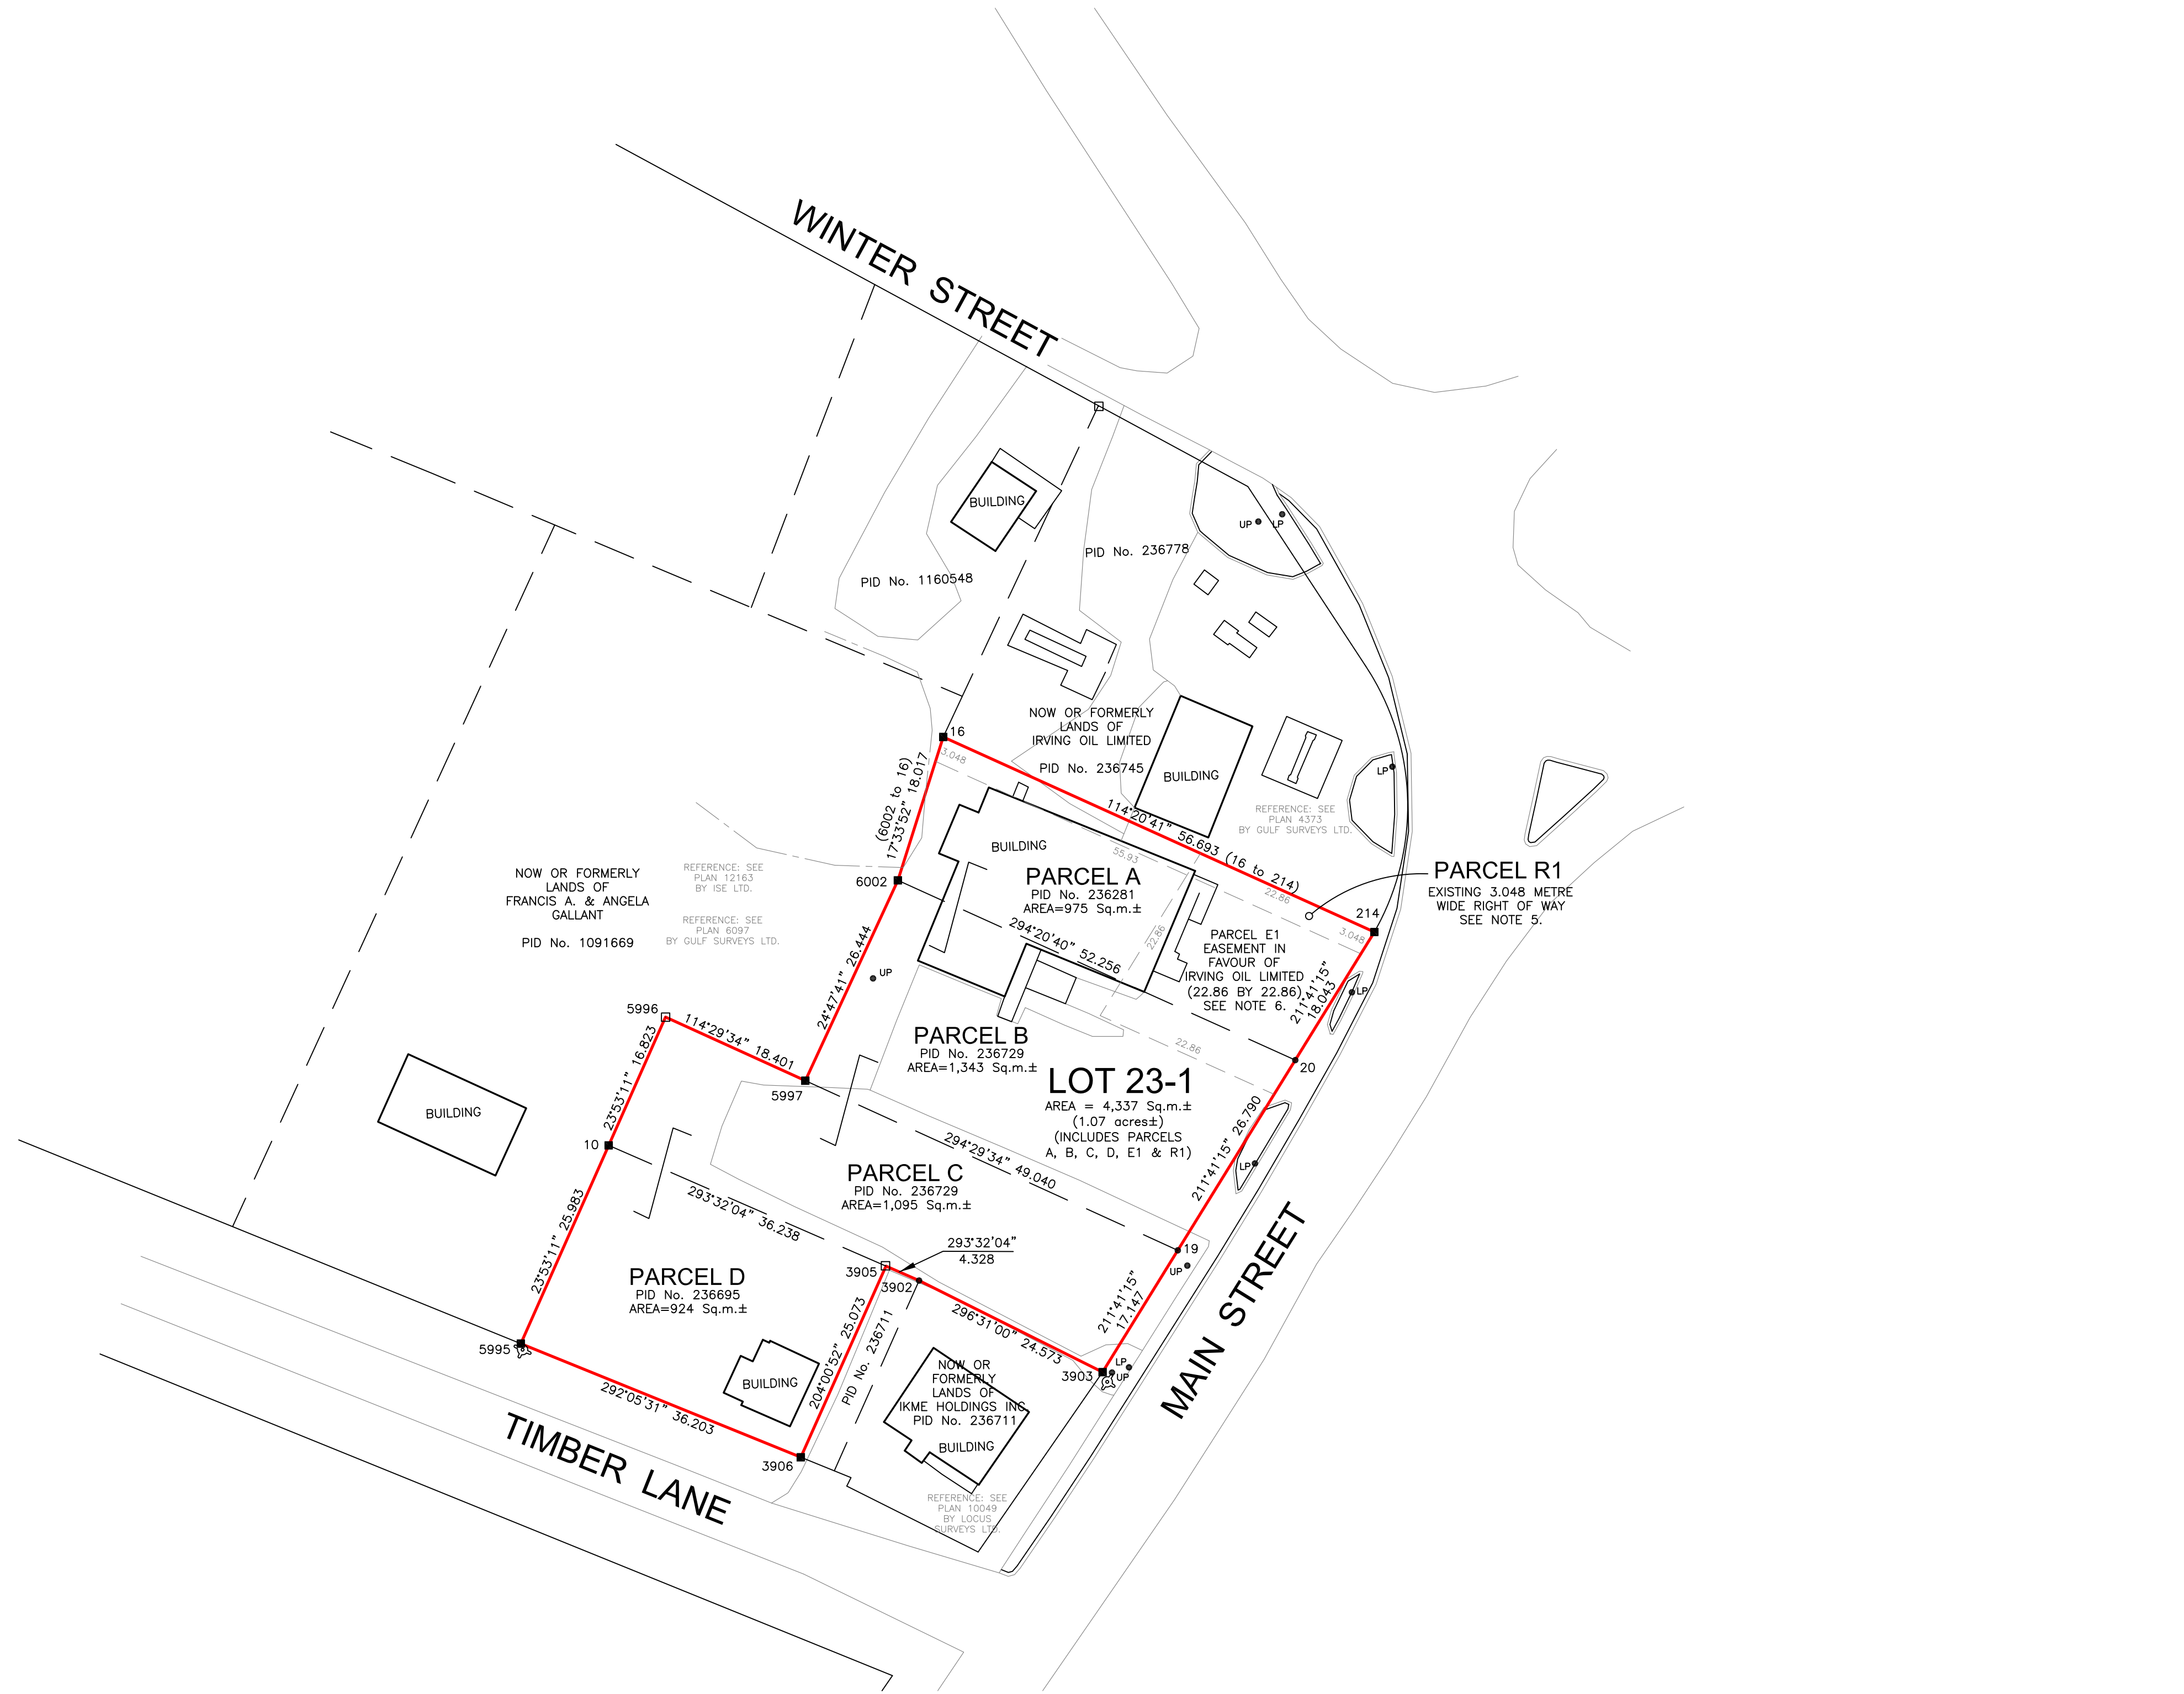 WINTER STREET
BUILDING
UP
LP
PID No. 236778
PID No. 1160548
NOW OR FORMERLY
LANDS OF
IRVING OIL LIMITED
PID No. 236745
16
3.048
BUILDING
LP
(6002 to 16)
17°33'52" 18.017
114°20'41" 56.693 (16 to 214)
REFERENCE: SEE
PLAN 4373
BY GULF SURVEYS LTD.
BUILDING
55.93
PARCEL A
PID No. 236281
AREA=975 Sq.m.±
22.86
PARCEL R1
EXISTING 3.048 METRE
WIDE RIGHT OF WAY
SEE NOTE 5.
214
3.048
6002
NOW OR FORMERLY
LANDS OF
FRANCIS A. & ANGELA
GALLANT
PID No. 1091669
REFERENCE: SEE
PLAN 12163
BY ISE LTD.
REFERENCE: SEE
PLAN 6097
BY GULF SURVEYS LTD.
294°20'40" 52.256
22.86
PARCEL E1
EASEMENT IN
FAVOUR OF
IRVING OIL LIMITED
(22.86 BY 22.86)
SEE NOTE 6.
211°41'15"
18.043
LP
24°47'41" 26.444
UP
5996
114°29'34" 18.401
5997
23°53'11" 16.823
PARCEL B
PID No. 236729
AREA=1,343 Sq.m.±
22.86
20
LOT 23-1
AREA = 4,337 Sq.m.±
(1.07 acres±)
(INCLUDES PARCELS
A, B, C, D, E1 & R1)
BUILDING
10
211°41'15" 26.790
LP
294°29'34" 49.040
PARCEL C
PID No. 236729
AREA=1,095 Sq.m.±
293°32'04" 36.238
23°53'11" 25.983
293°32'04"
4.328
19
UP
3905
3902
PARCEL D
PID No. 236695
AREA=924 Sq.m.±
211°41'15"
17.147
296°31'00" 24.573
MAIN STREET
5995
204°00'52" 25.073
PID No. 236711
3903
LP
UP
NOW OR
FORMERLY
LANDS OF
IKME HOLDINGS INC.
PID No. 236711
BUILDING
BUILDING
292°05'31" 36.203
TIMBER LANE
3906
REFERENCE: SEE
PLAN 10049
BY LOCUS
SURVEYS LTD.